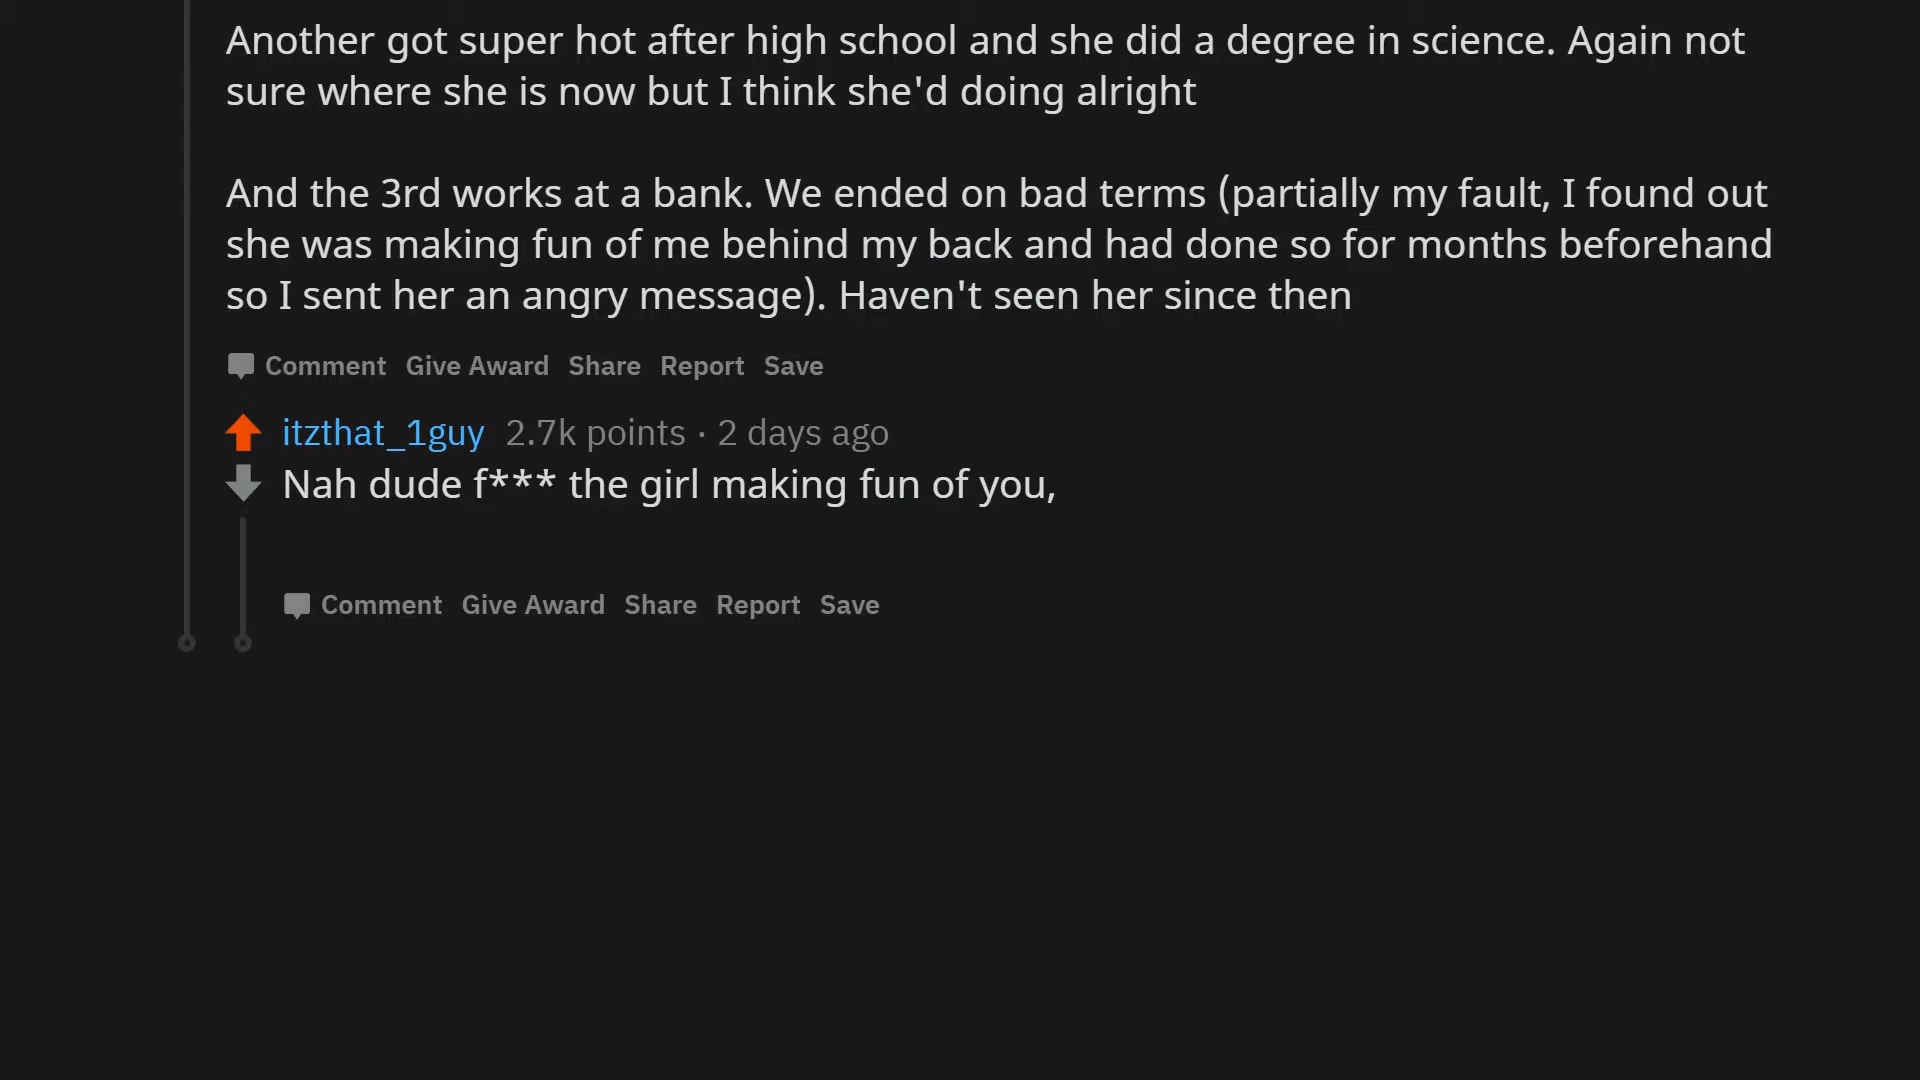 Another got super hot after high school and she did a degree in science. Again not
sure where she is now but I think she'd doing alright
And the 3rd works at a bank. We ended on bad terms (partially my fault, I found out
she was making fun of me behind my back and had done so for months beforehand
so I sent her an angry message). Haven't seen her since then
Comment Give Award Share Report Save
itzthat_1guy 2.7k points · 2 days ago
Nah dude f*** the girl making fun of you,
Comment Give Award Share Report Save